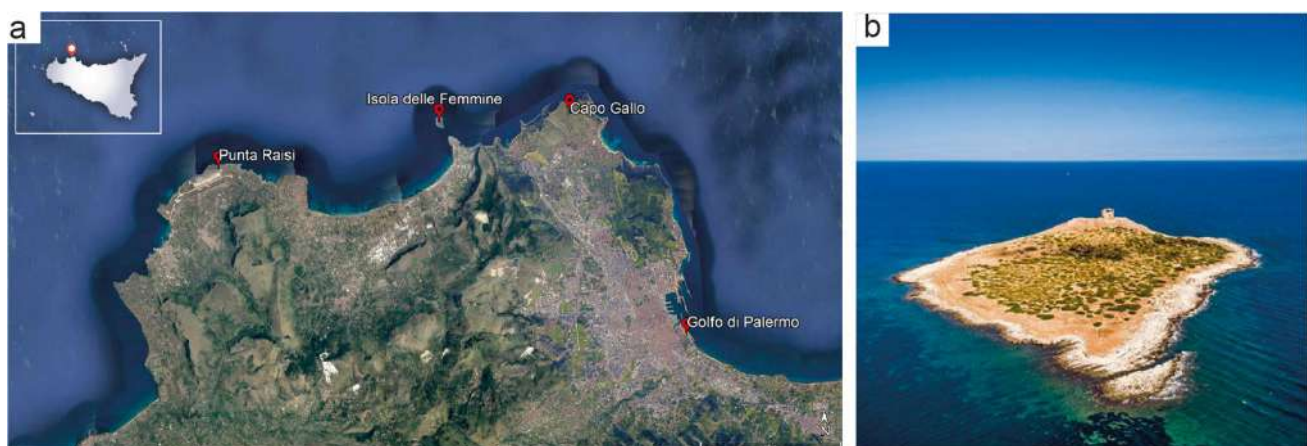 a
b
Isola delle Femmine
Capo Gallo
Punta Raisi
Golfo di Palermo